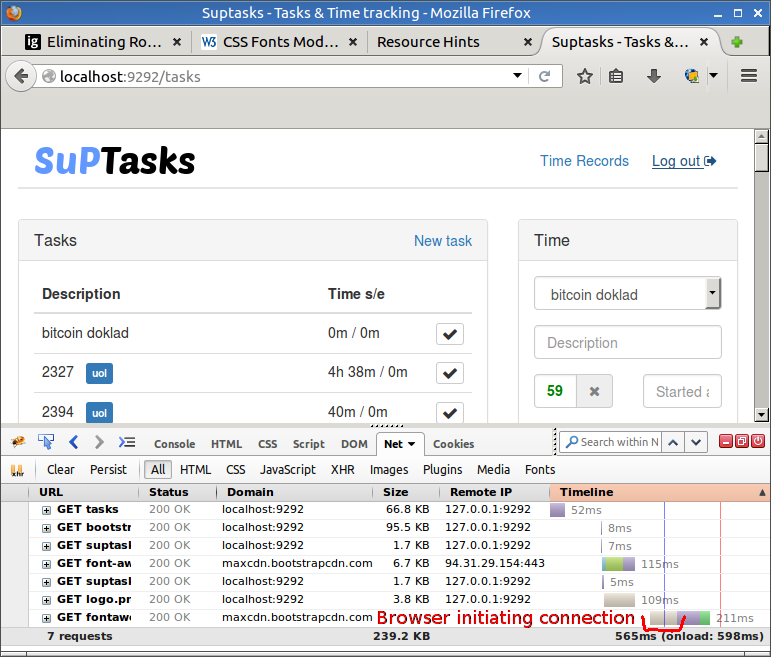 Suptasks - Tasks & Time tracking - Mozilla Firefox
ig Eliminating Ro... × W3 CSS Fonts Mod... × Resource Hints × Suptasks - Tasks &... ×
localhost:9292/tasks
SuPTasks
Time Records Log out
Tasks New task
Time
Description Time s/e
bitcoin doklad
bitcoin doklad 0m / 0m
Description
2327 uol 4h 38m / 0m
59 × Started a
2394 uol 40m / 0m
Console HTML CSS Script DOM Net Cookies Search within N
xhr Clear Persist All HTML CSS JavaScript XHR Images Plugins Media Fonts
URL Status Domain Size Remote IP Timeline
GET tasks 200 OK localhost:9292 66.8 KB 127.0.0.1:9292 52ms
GET bootstr 200 OK localhost:9292 95.5 KB 127.0.0.1:9292 8ms
GET suptask 200 OK localhost:9292 1.7 KB 127.0.0.1:9292 7ms
GET font-aw 200 OK maxcdn.bootstrapcdn.com 6.7 KB 94.31.29.154:443 115ms
GET suptask 200 OK localhost:9292 1.7 KB 127.0.0.1:9292 5ms
GET logo.pn 200 OK localhost:9292 3.8 KB 127.0.0.1:9292 109ms
GET fontawe 200 OK maxcdn.bootstrapcdn.com Browser initiating connection 211ms
7 requests 239.2 KB 565ms (onload: 598ms)